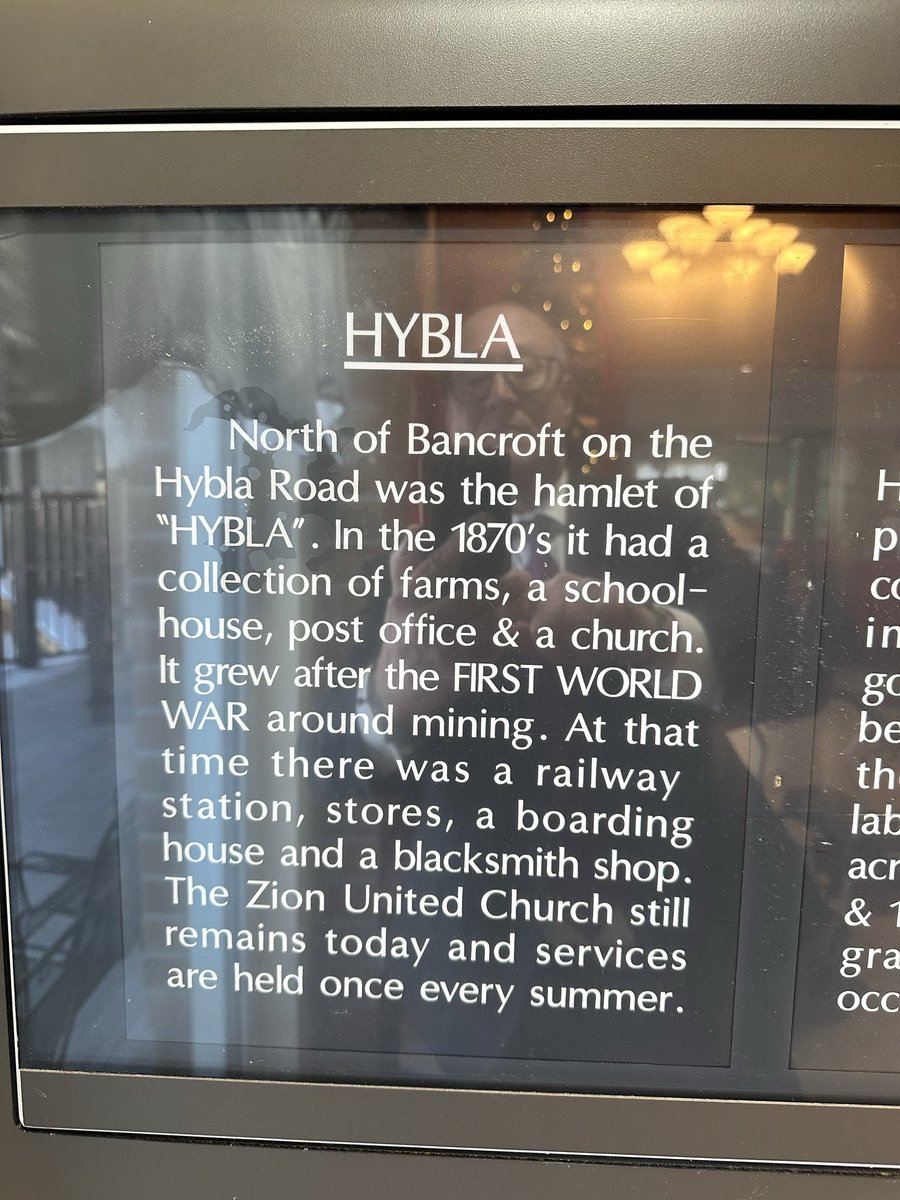 HYBLA
North of Bancroft on the
Hybla Road was the hamlet of
"HYBLA". In the 1870's it had a
collection of farms, a school-
house, post office & a church.
It grew after the FIRST WORLD
WAR around mining. At that
time there was a railway
station, stores, a boarding
house and a blacksmith shop.
The Zion United Church still
remains today and services
are held once every summer.